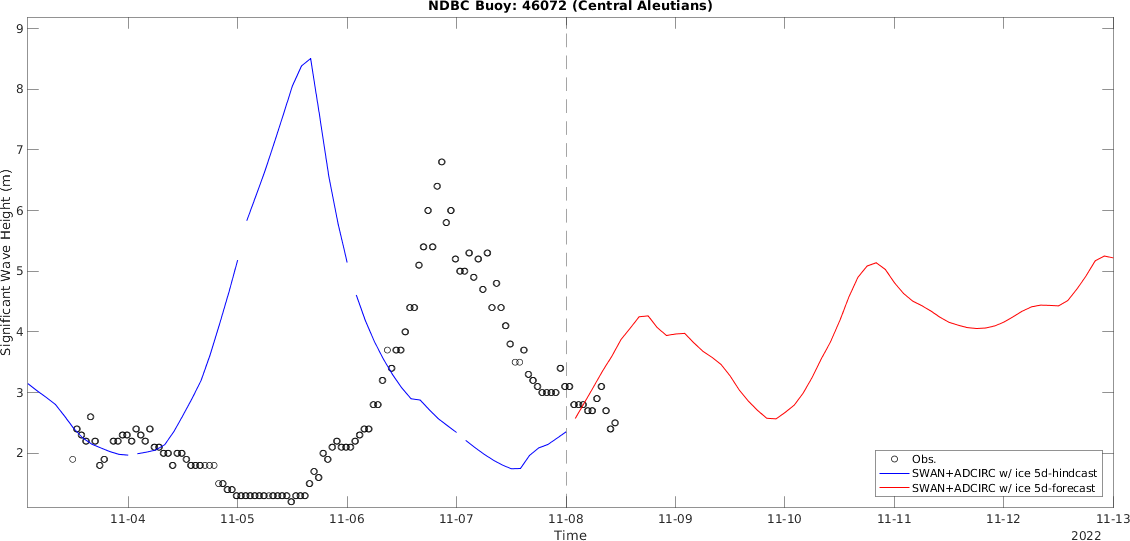 NDBC Buoy: 46072 (Central Aleutians)
Significant Wave Height (m)
9
8
7
6
5
4
3
2
Obs.
SWAN+ADCIRC w/ ice 5d-hindcast
SWAN+ADCIRC w/ ice 5d-forecast
11-04 11-05 11-06 11-07 11-08 11-09 11-10 11-11 11-12 11-13
Time
2022